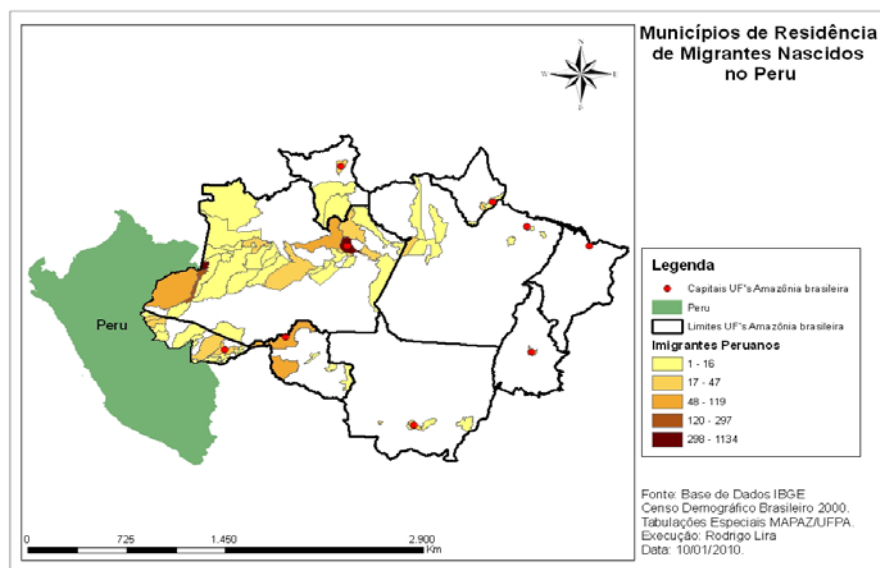 Municípios de Residência
de Migrantes Nascidos
no Peru
N
W E
S
Peru
Legenda
Capitais UF's Amazônia brasileira
Peru
Limites UF's Amazônia brasileira
Imigrantes Peruanos
1 - 16
17 - 47
48 - 119
120 - 297
298 - 1134
Fonte: Base de Dados IBGE
Censo Demográfico Brasileiro 2000.
Tabulações Especiais MAPAZ/UFPA.
Execução: Rodrigo Lira
Data: 10/01/2010.
0 725 1.450 2.900
Km